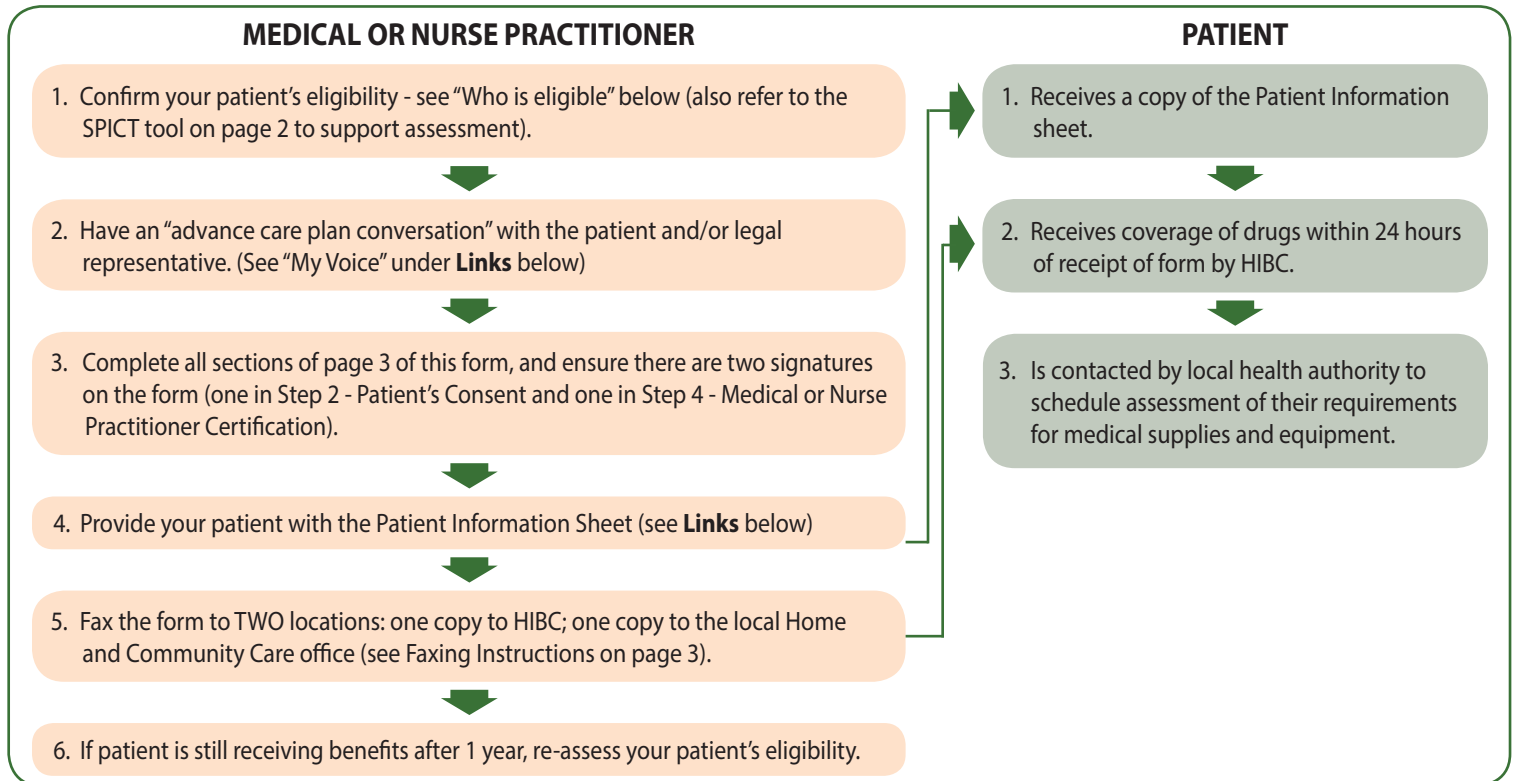 MEDICAL OR NURSE PRACTITIONER
1. Confirm your patient’s eligibility - see “Who is eligible” below (also refer to the
SPICT tool on page 2 to support assessment).
2. Have an “advance care plan conversation” with the patient and/or legal
representative. (See “My Voice” under Links below)
3. Complete all sections of page 3 of this form, and ensure there are two signatures
on the form (one in Step 2 - Patient’s Consent and one in Step 4 - Medical or Nurse
Practitioner Certification).
4. Provide your patient with the Patient Information Sheet (see Links below)
5. Fax the form to TWO locations: one copy to HIBC; one copy to the local Home
and Community Care office (see Faxing Instructions on page 3).
6. If patient is still receiving benefits after 1 year, re-assess your patient’s eligibility.
PATIENT
1. Receives a copy of the Patient Information
sheet.
2. Receives coverage of drugs within 24 hours
of receipt of form by HIBC.
3. Is contacted by local health authority to
schedule assessment of their requirements
for medical supplies and equipment.